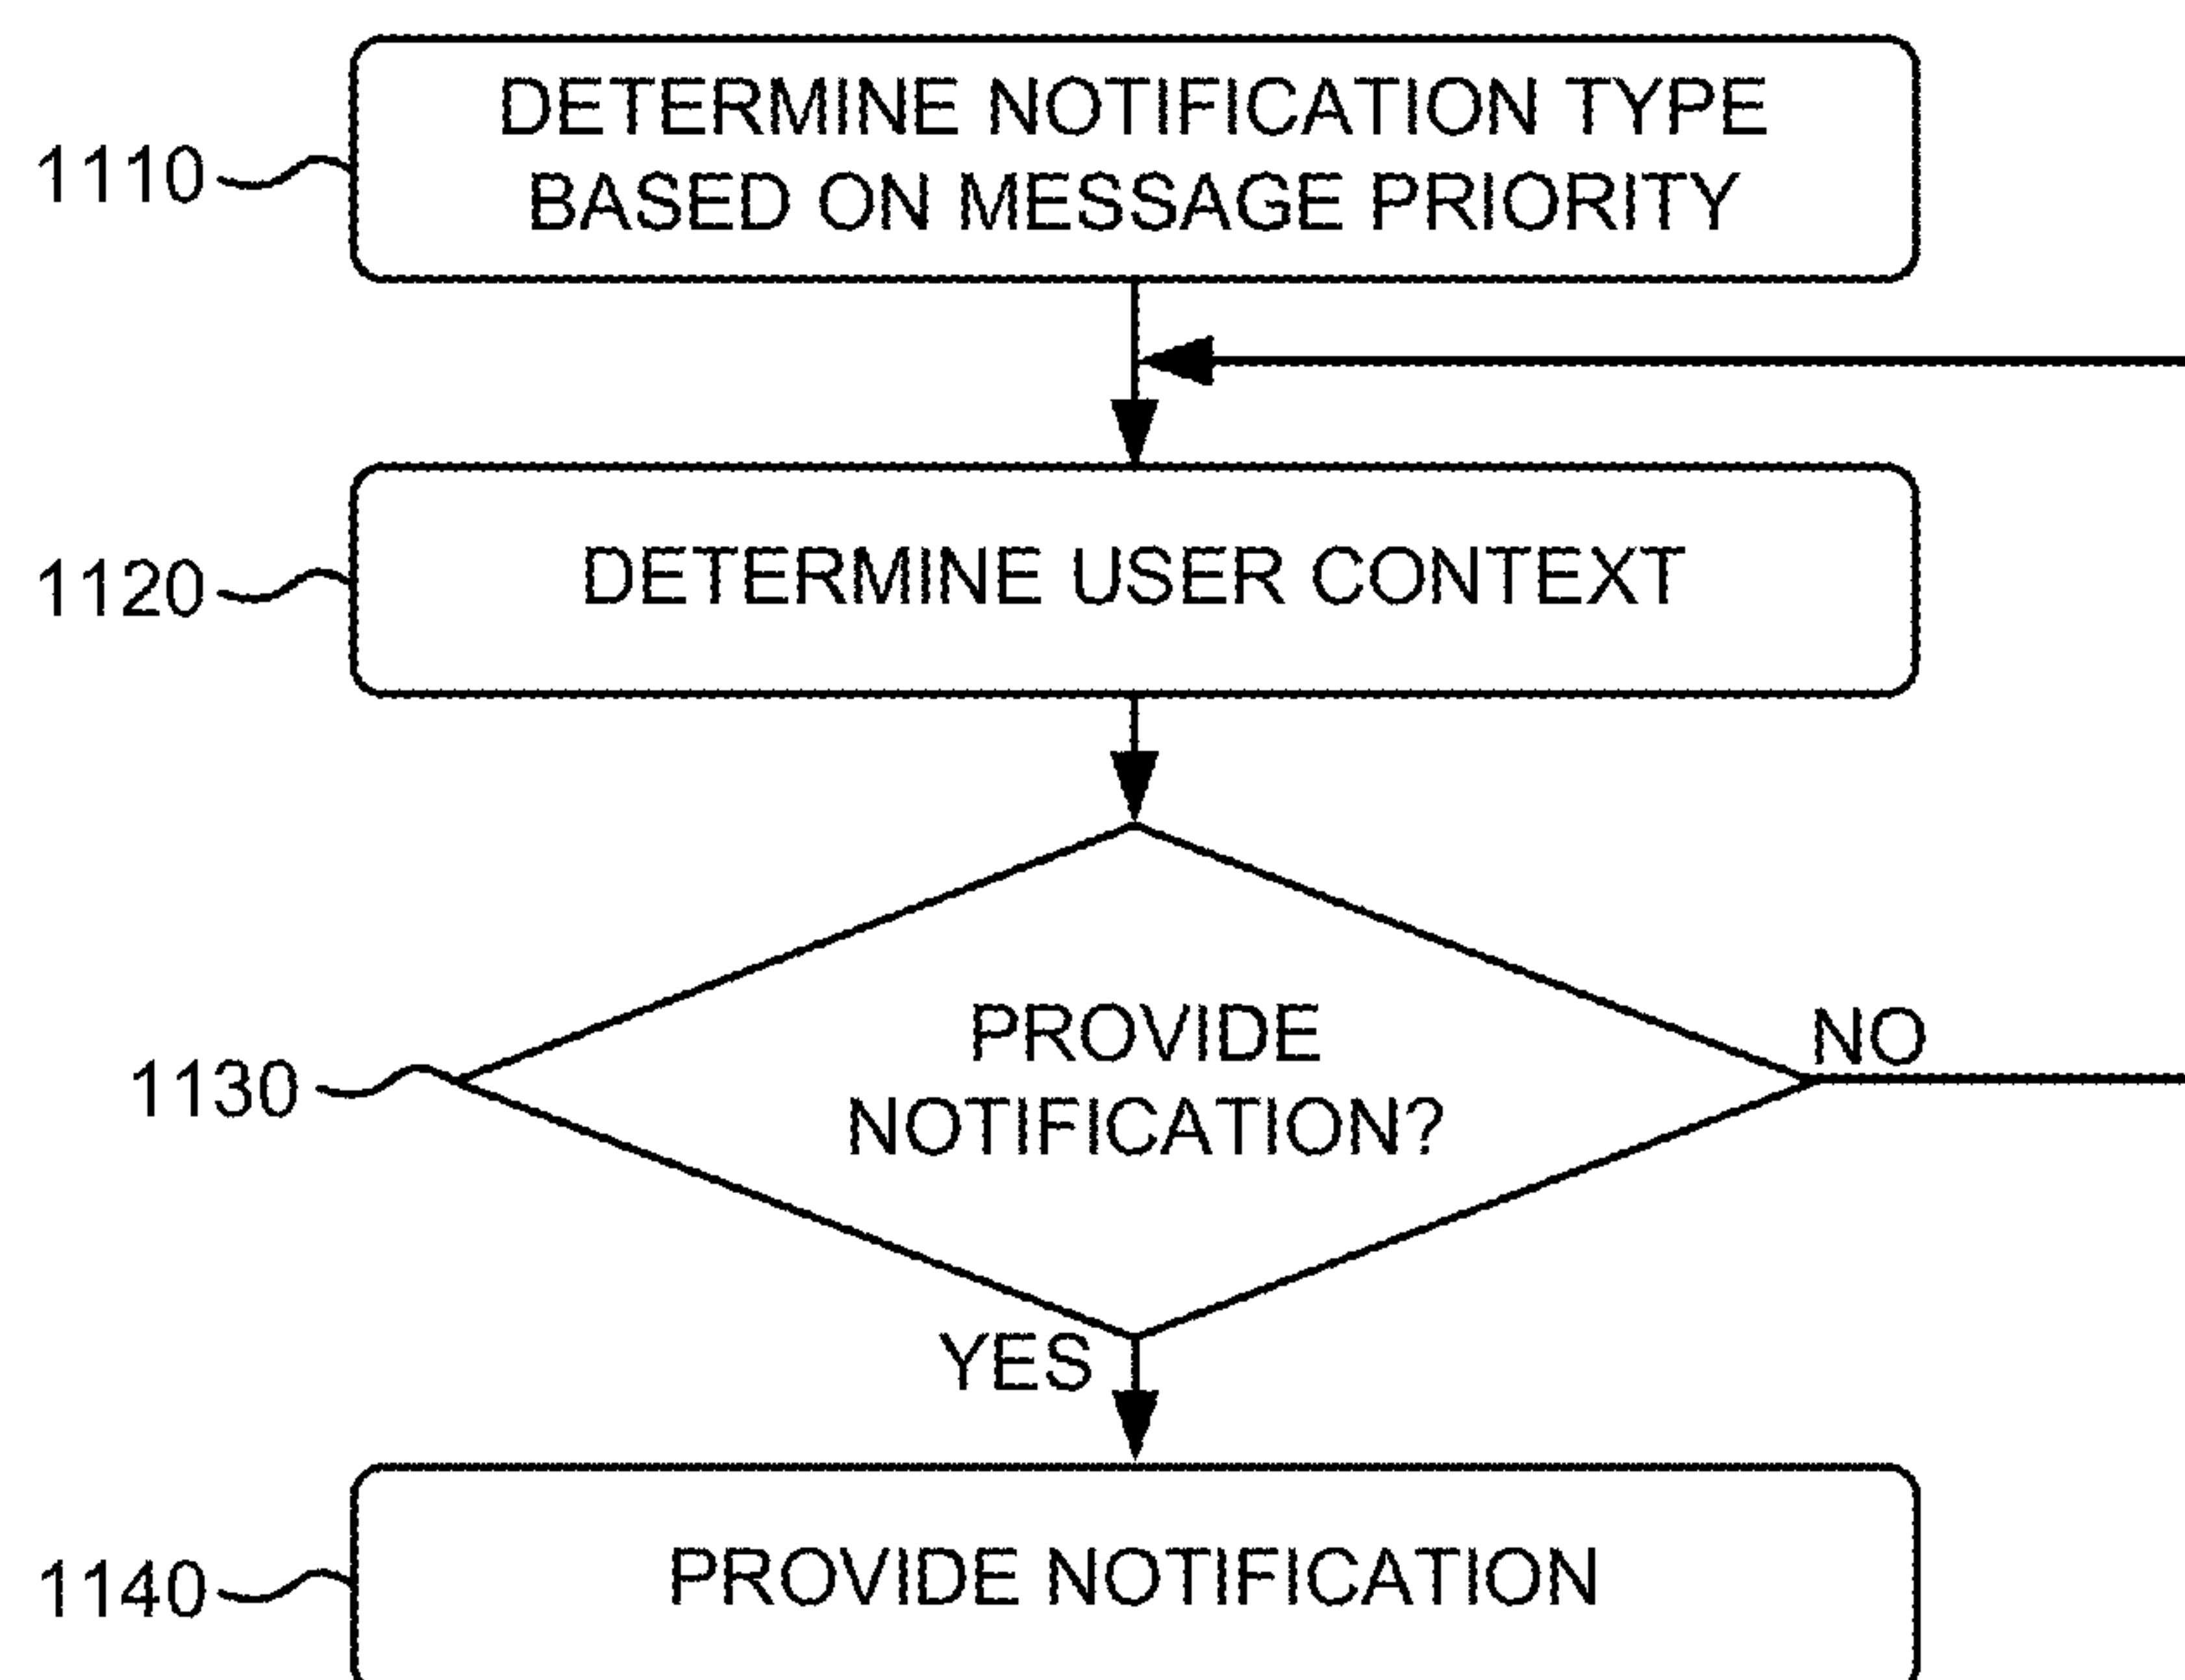 DETERMINE NOTIFICATION TYPE
BASED ON MESSAGE PRIORITY
1110
DETERMINE USER CONTEXT
1120
PROVIDE
NOTIFICATION?
NO
1130
YES
PROVIDE NOTIFICATION
1140